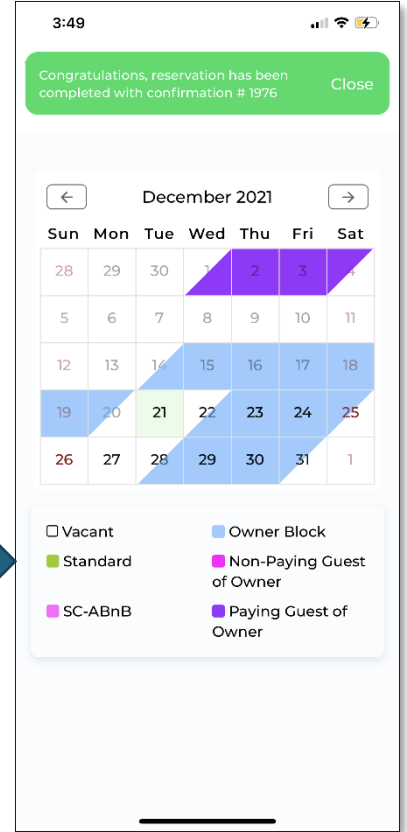 3:49
Congratulations, reservation has been
completed with confirmation # 1976
Close
December 2021
Sun Mon Tue Wed Thu Fri Sat
28 29 30 1 2 3 4
5 6 7 8 9 10 11
12 13 14 15 16 17 18
19 20 21 22 23 24 25
26 27 28 29 30 31 1
Vacant
Owner Block
Standard
Non-Paying Guest
of Owner
SC-ABnB
Paying Guest of
Owner